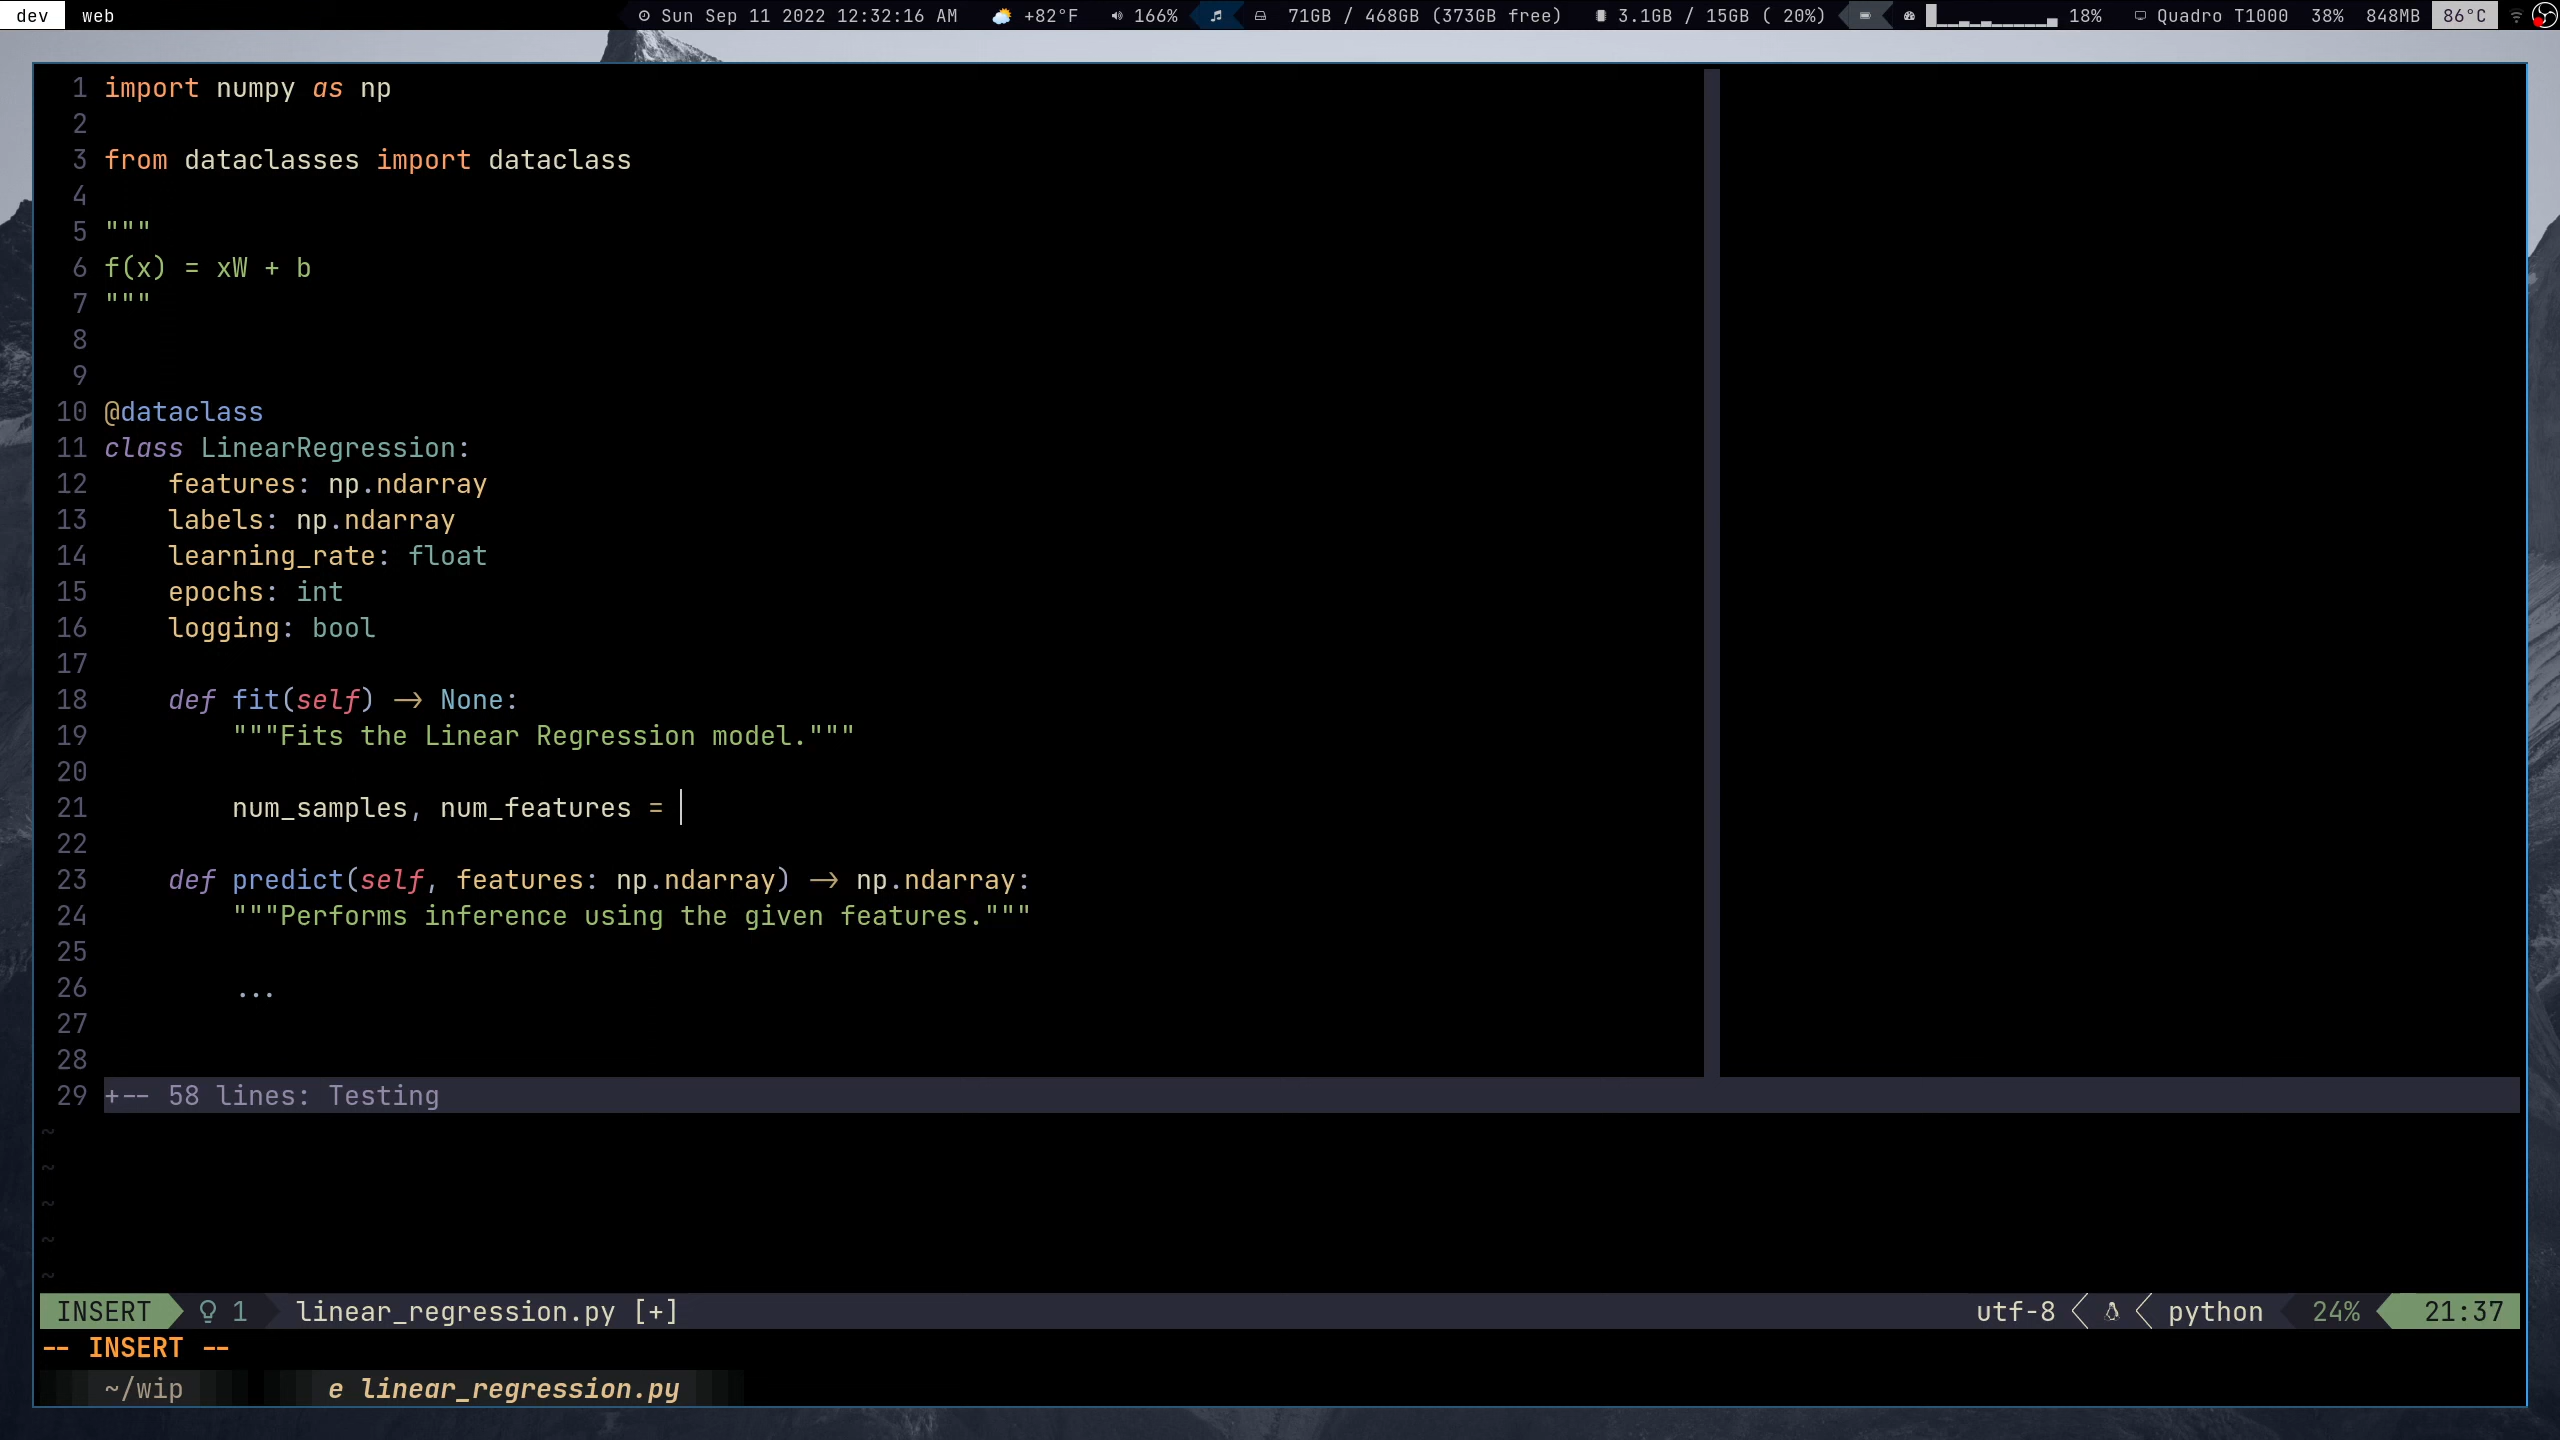 dev web Sun Sep 11 2022 12:32:16 AM +82°F 166% 71GB / 468GB (373GB free) 3.1GB / 15GB ( 20%) 18% Quadro T1000 38% 848MB 86°C
1 import numpy as np
2
3 from dataclasses import dataclass
4
5 """
6 f(x) = xW + b
7 """
8
9
10 @dataclass
11 class LinearRegression:
12     features: np.ndarray
13     labels: np.ndarray
14     learning_rate: float
15     epochs: int
16     logging: bool
17
18     def fit(self) -> None:
19         """Fits the Linear Regression model."""
20
21         num_samples, num_features =
22
23     def predict(self, features: np.ndarray) -> np.ndarray:
24         """Performs inference using the given features."""
25
26         ...
27
28
29 +-- 58 lines: Testing
~
~
~
~
~
INSERT 1 linear_regression.py [+] utf-8 python 24% 21:37
-- INSERT --
~/wip e linear_regression.py